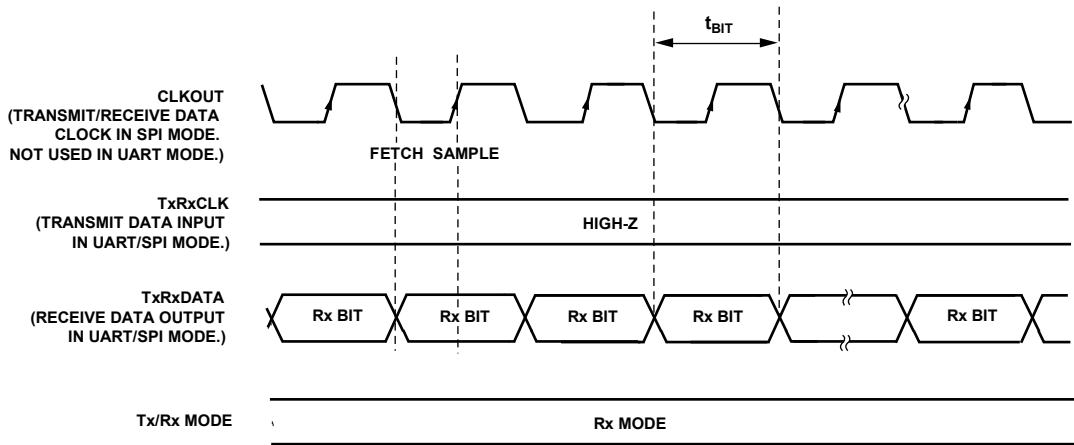 tBIT
CLKOUT
(TRANSMIT/RECEIVE DATA
CLOCK IN SPI MODE.
NOT USED IN UART MODE.)
FETCH SAMPLE
TxRxCLK
(TRANSMIT DATA INPUT
IN UART/SPI MODE.)
HIGH-Z
TxRxDATA
(RECEIVE DATA OUTPUT
IN UART/SPI MODE.)
Rx BIT Rx BIT Rx BIT Rx BIT Rx BIT
Tx/Rx MODE
Rx MODE